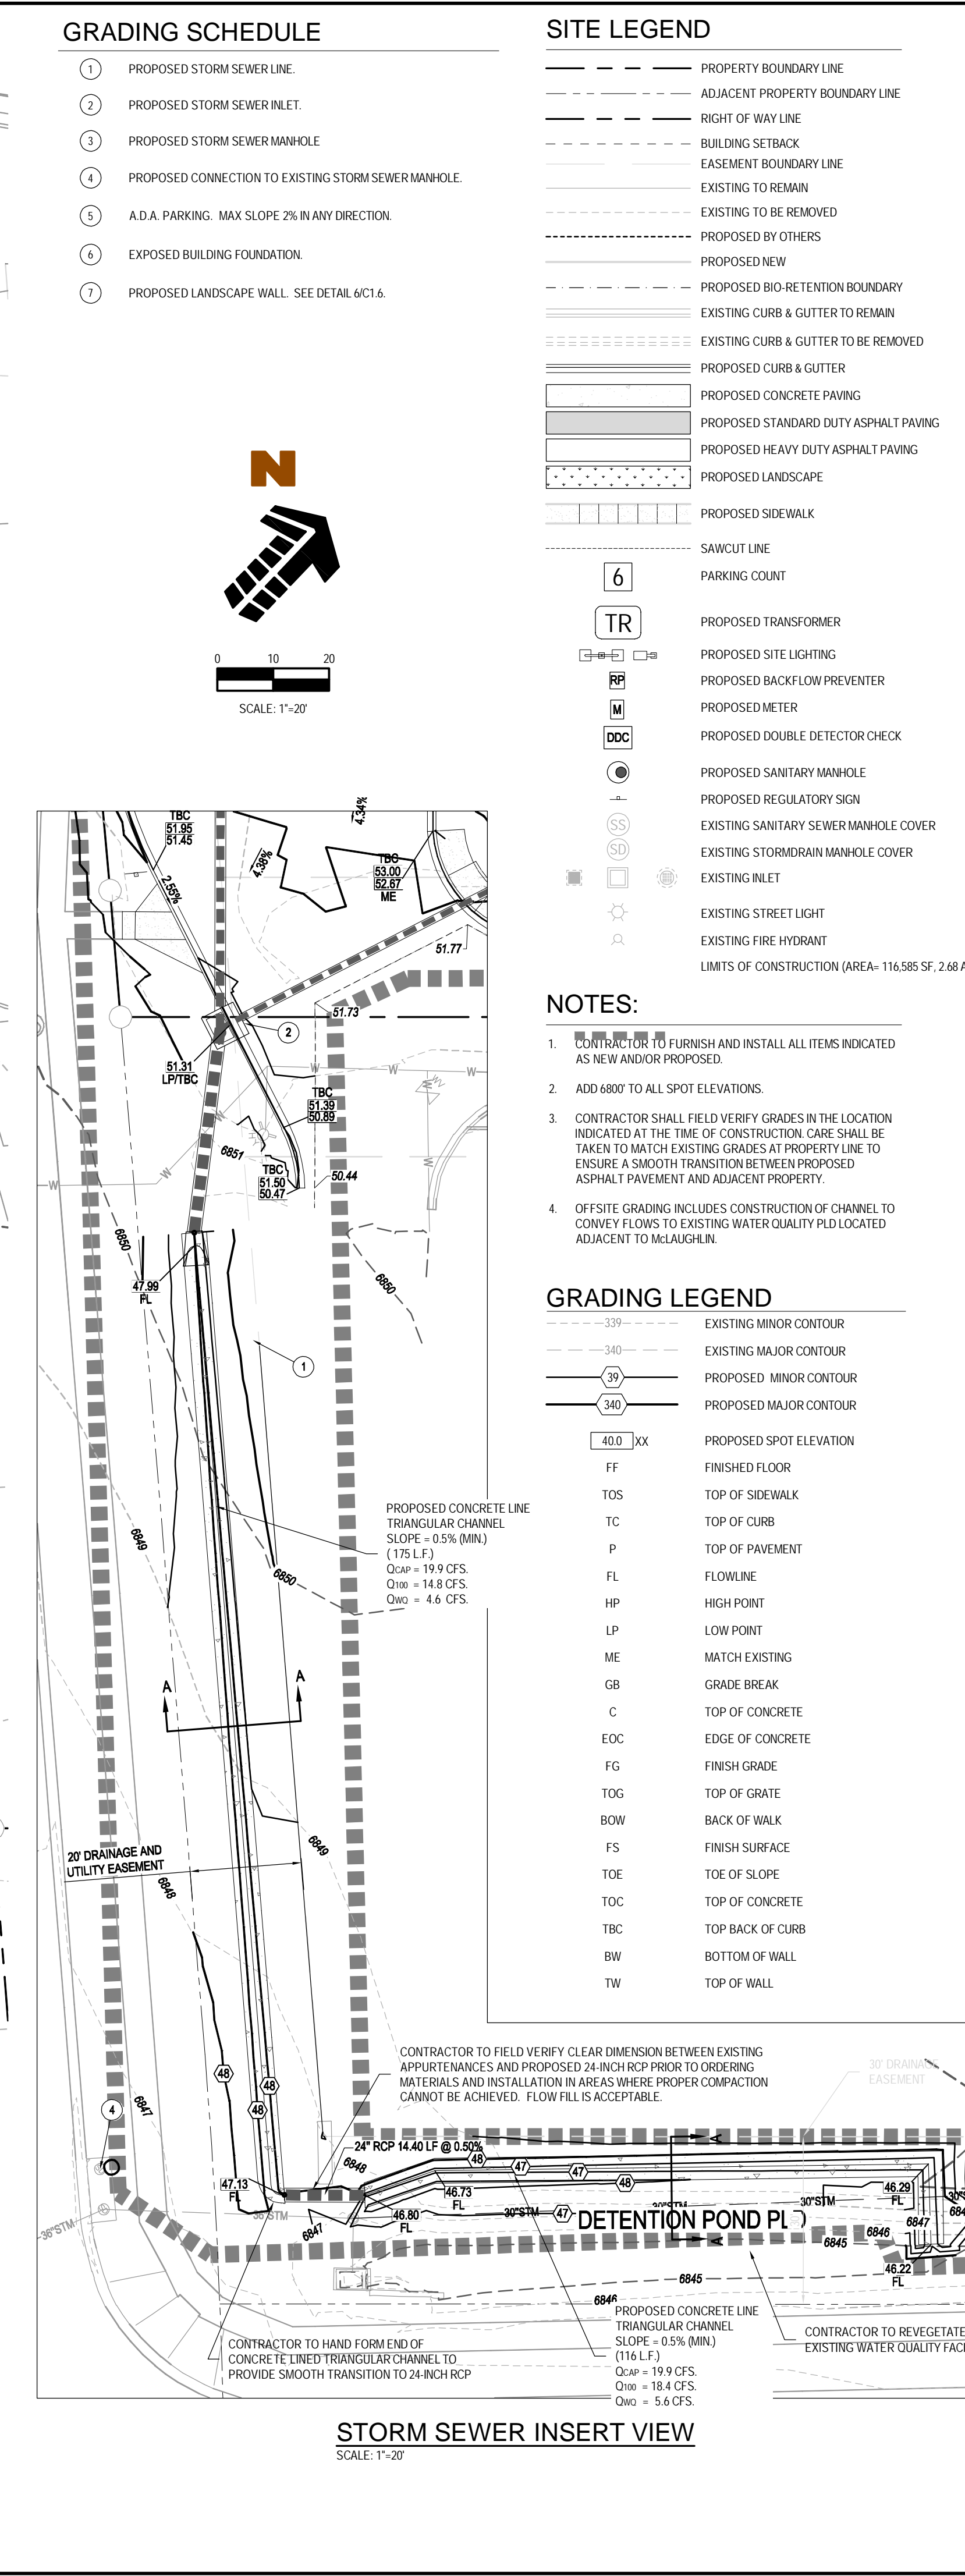 GRADING SCHEDULE
1 PROPOSED STORM SEWER LINE.
2 PROPOSED STORM SEWER INLET.
3 PROPOSED STORM SEWER MANHOLE
4 PROPOSED CONNECTION TO EXISTING STORM SEWER MANHOLE.
5 A.D.A. PARKING. MAX SLOPE 2% IN ANY DIRECTION.
6 EXPOSED BUILDING FOUNDATION.
7 PROPOSED LANDSCAPE WALL. SEE DETAIL 6/C1.6.
N
0 10 20
SCALE: 1"=20'
SITE LEGEND
PROPERTY BOUNDARY LINE
ADJACENT PROPERTY BOUNDARY LINE
RIGHT OF WAY LINE
BUILDING SETBACK
EASEMENT BOUNDARY LINE
EXISTING TO REMAIN
EXISTING TO BE REMOVED
PROPOSED BY OTHERS
PROPOSED NEW
PROPOSED BIO-RETENTION BOUNDARY
EXISTING CURB & GUTTER TO REMAIN
EXISTING CURB & GUTTER TO BE REMOVED
PROPOSED CURB & GUTTER
PROPOSED CONCRETE PAVING
PROPOSED STANDARD DUTY ASPHALT PAVING
PROPOSED HEAVY DUTY ASPHALT PAVING
PROPOSED LANDSCAPE
PROPOSED SIDEWALK
SAWCUT LINE
6 PARKING COUNT
TR PROPOSED TRANSFORMER
PROPOSED SITE LIGHTING
RP PROPOSED BACKFLOW PREVENTER
M PROPOSED METER
DDC PROPOSED DOUBLE DETECTOR CHECK
PROPOSED SANITARY MANHOLE
PROPOSED REGULATORY SIGN
SS EXISTING SANITARY SEWER MANHOLE COVER
SD EXISTING STORMDRAIN MANHOLE COVER
EXISTING INLET
EXISTING STREET LIGHT
EXISTING FIRE HYDRANT
LIMITS OF CONSTRUCTION (AREA= 116,585 SF, 2.68 A
NOTES:
1. CONTRACTOR TO FURNISH AND INSTALL ALL ITEMS INDICATED
AS NEW AND/OR PROPOSED.
2. ADD 6800' TO ALL SPOT ELEVATIONS.
3. CONTRACTOR SHALL FIELD VERIFY GRADES IN THE LOCATION
INDICATED AT THE TIME OF CONSTRUCTION. CARE SHALL BE
TAKEN TO MATCH EXISTING GRADES AT PROPERTY LINE TO
ENSURE A SMOOTH TRANSITION BETWEEN PROPOSED
ASPHALT PAVEMENT AND ADJACENT PROPERTY.
4. OFFSITE GRADING INCLUDES CONSTRUCTION OF CHANNEL TO
CONVEY FLOWS TO EXISTING WATER QUALITY PLD LOCATED
ADJACENT TO McLAUGHLIN.
GRADING LEGEND
339 EXISTING MINOR CONTOUR
340 EXISTING MAJOR CONTOUR
39 PROPOSED MINOR CONTOUR
340 PROPOSED MAJOR CONTOUR
40.0 XX PROPOSED SPOT ELEVATION
FF FINISHED FLOOR
TOS TOP OF SIDEWALK
TC TOP OF CURB
P TOP OF PAVEMENT
FL FLOWLINE
HP HIGH POINT
LP LOW POINT
ME MATCH EXISTING
GB GRADE BREAK
C TOP OF CONCRETE
EOC EDGE OF CONCRETE
FG FINISH GRADE
TOG TOP OF GRATE
BOW BACK OF WALK
FS FINISH SURFACE
TOE TOE OF SLOPE
TOC TOP OF CONCRETE
TBC TOP BACK OF CURB
BW BOTTOM OF WALL
TW TOP OF WALL
TBC
51.95
51.45
2.55%
4.38%
4.34%
TBC
53.00
52.67
ME
51.77
51.73
2
51.31
LP/TBC
W
W
W
W
W
W
W
TBC
51.39
50.89
6851
TBC
51.50
50.47
50.44
6850
6850
47.99
FL
1
PROPOSED CONCRETE LINE
TRIANGULAR CHANNEL
SLOPE = 0.5% (MIN.)
( 175 L.F.)
QCAP = 19.9 CFS.
Q100 = 14.8 CFS.
QWQ = 4.6 CFS.
6849
6850
A
A
6849
20' DRAINAGE AND
UTILITY EASEMENT
6848
CONTRACTOR TO FIELD VERIFY CLEAR DIMENSION BETWEEN EXISTING
APPURTENANCES AND PROPOSED 24-INCH RCP PRIOR TO ORDERING
MATERIALS AND INSTALLATION IN AREAS WHERE PROPER COMPACTION
CANNOT BE ACHIEVED. FLOW FILL IS ACCEPTABLE.
30' DRAINAG
EASEMENT
48
48
48
4
6847
24" RCP 14.40 LF @ 0.50%
A
6848
48
47
47
48
47.13
FL
46.73
FL
46.29
FL
30"STM
30"STM
30"STM
36"STM
36"STM
6847
46.80
FL
47
DETENTION POND PLD
6847
6846
6845
A
46.22
FL
6845
6846
PROPOSED CONCRETE LINE
TRIANGULAR CHANNEL
SLOPE = 0.5% (MIN.)
(116 L.F.)
QCAP = 19.9 CFS.
Q100 = 18.4 CFS.
QWQ = 5.6 CFS.
CONTRACTOR TO REVEGETATE
EXISTING WATER QUALITY FAC
CONTRACTOR TO HAND FORM END OF
CONCRETE LINED TRIANGULAR CHANNEL TO
PROVIDE SMOOTH TRANSITION TO 24-INCH RCP
STORM SEWER INSERT VIEW
SCALE: 1"=20'